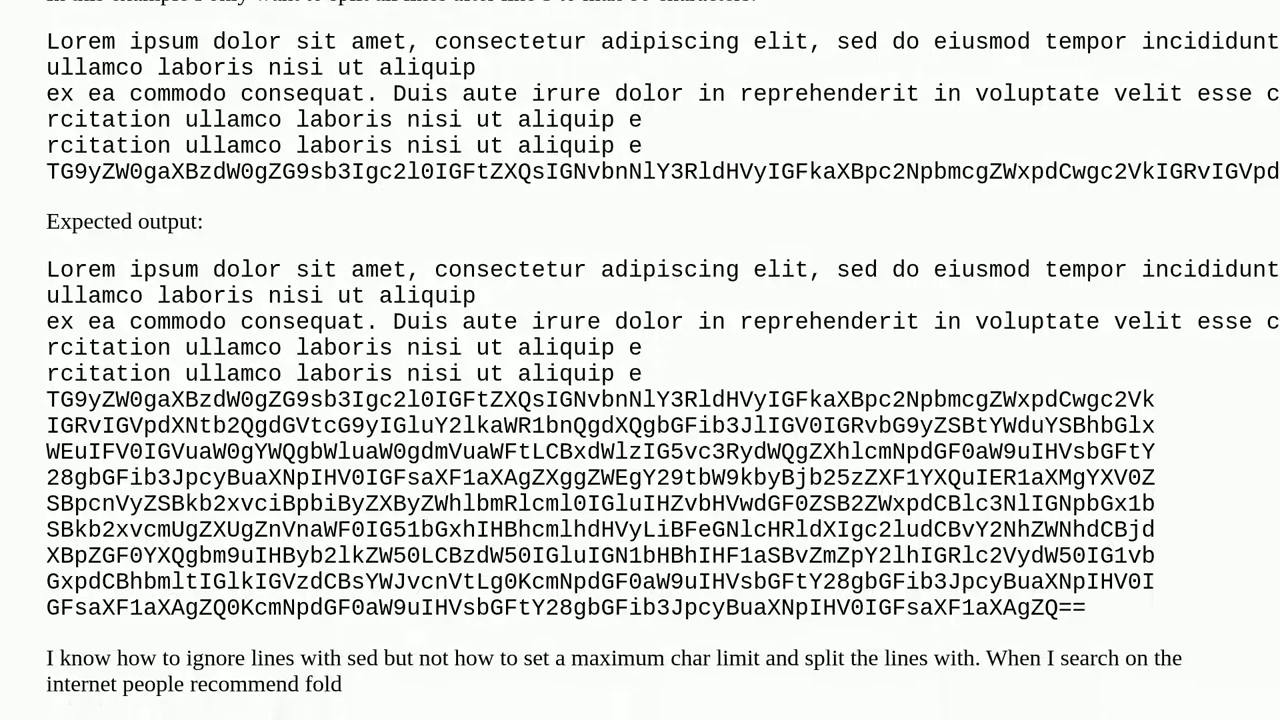 Lorem ipsum dolor sit amet, consectetur adipiscing elit, sed do eiusmod tempor incididunt
ullamco laboris nisi ut aliquip
ex ea commodo consequat. Duis aute irure dolor in reprehenderit in voluptate velit esse c
rcitation ullamco laboris nisi ut aliquip e
rcitation ullamco laboris nisi ut aliquip e
TG9yZW0gaXBzdW0gZG9sb3Igc2l0IGFtZXQsIGNvbnNlY3RldHVyIGFkaXBpc2NpbmcgZWxpdCwgc2VkIGRvIGVpd
Expected output:
Lorem ipsum dolor sit amet, consectetur adipiscing elit, sed do eiusmod tempor incididunt
ullamco laboris nisi ut aliquip
ex ea commodo consequat. Duis aute irure dolor in reprehenderit in voluptate velit esse c
rcitation ullamco laboris nisi ut aliquip e
rcitation ullamco laboris nisi ut aliquip e
TG9yZW0gaXBzdW0gZG9sb3Igc2l0IGFtZXQsIGNvbnNlY3RldHVyIGFkaXBpc2NpbmcgZWxpdCwgc2Vk
IGRvIGVpdXNtb2QgdGVtcG9yIGluY2lkaWR1bnQgdXQgbGFib3JlIGV0IGRvbG9yZSBtYWduYSBhbGlx
WEuIFV0IGVuaW0gYWQgbWluaW0gdmVuaWFtLCBxdWlzIG5vc3RydWQgZXhlcmNpdGF0aW9uIHVsbGFtY
28gbGFib3JpcyBuaXNpIHV0IGFsaXF1aXAgZXggZWEgY29tbW9kbyBjb25zZXF1YXQuIER1aXMgYXV0Z
SBpcnVyZSBkb2xvciBpbiByZXByZWhlbmRlcml0IGluIHZvbHVwdGF0ZSB2ZWxpdCBlc3NlIGNpbGx1b
SBkb2xvcmUgZXUgZnVnaWF0IG51bGxhIHBhcmlhdHVyLiBFeGNlcHRldXIgc2ludCBvY2NhZWNhdCBjd
XBpZGF0YXQgbm9uIHByb2lkZW50LCBzdW50IGluIGN1bHBhIHF1aSBvZmZpY2lhIGRlc2VydW50IG1vb
GxpdCBhbmltIGlkIGVzdCBsYWJvcnVtLg0KcmNpdGF0aW9uIHVsbGFtY28gbGFib3JpcyBuaXNpIHV0I
GFsaXF1aXAgZQ0KcmNpdGF0aW9uIHVsbGFtY28gbGFib3JpcyBuaXNpIHV0IGFsaXF1aXAgZQ==
I know how to ignore lines with sed but not how to set a maximum char limit and split the lines with. When I search on the
internet people recommend fold